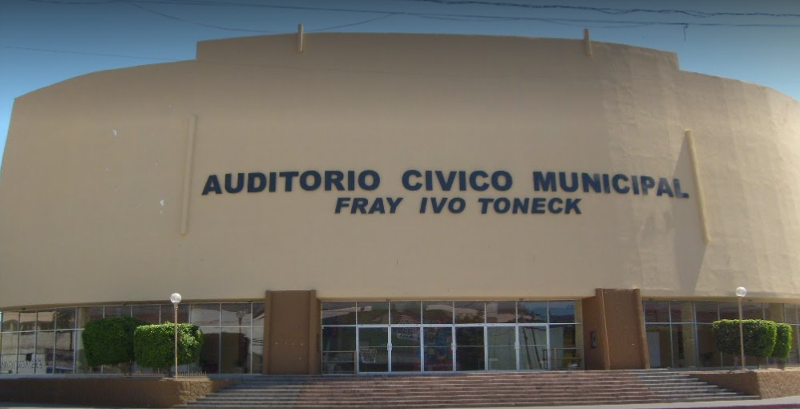 AUDITORIO CIVICO MUNICIPAL
FRAY IVO TONECK